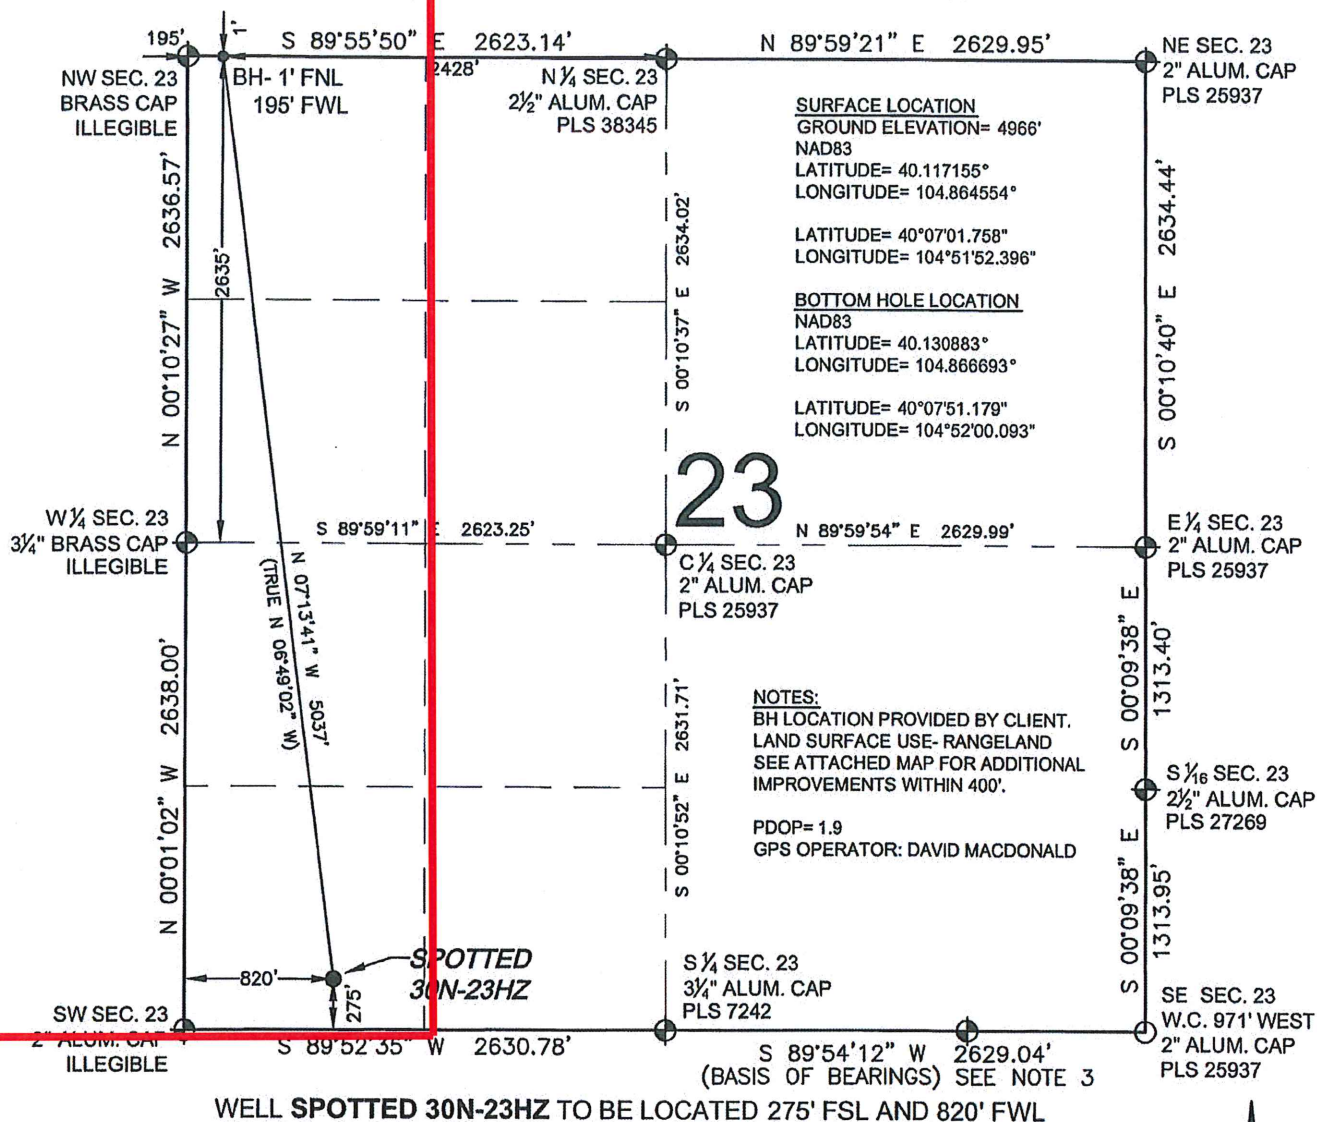 1'
195'
S 89°55'50" E 2623.14'
N 89°59'21" E 2629.95'
NW SEC. 23
BRASS CAP
ILLEGIBLE
BH- 1' FNL
195' FWL
2428'
N ¼ SEC. 23
2½" ALUM. CAP
PLS 38345
NE SEC. 23
2" ALUM. CAP
PLS 25937
SURFACE LOCATION
GROUND ELEVATION= 4966'
NAD83
LATITUDE= 40.117155°
LONGITUDE= 104.864554°
LATITUDE= 40°07'01.758"
LONGITUDE= 104°51'52.396"
BOTTOM HOLE LOCATION
NAD83
LATITUDE= 40.130883°
LONGITUDE= 104.866693°
LATITUDE= 40°07'51.179"
LONGITUDE= 104°52'00.093"
N 00°10'27" W 2636.57'
2635'
S 00°10'37" E 2634.02'
S 00°10'40" E 2634.44'
23
W ¼ SEC. 23
3¼" BRASS CAP
ILLEGIBLE
S 89°59'11" E 2623.25'
N 89°59'54" E 2629.99'
C ¼ SEC. 23
2" ALUM. CAP
PLS 25937
E ¼ SEC. 23
2" ALUM. CAP
PLS 25937
N 07°13'41" W 5037'
(TRUE N 06°49'02" W)
N 00°01'02" W 2638.00'
S 00°10'52" E 2631.71'
NOTES:
BH LOCATION PROVIDED BY CLIENT.
LAND SURFACE USE- RANGELAND
SEE ATTACHED MAP FOR ADDITIONAL
IMPROVEMENTS WITHIN 400'.
PDOP= 1.9
GPS OPERATOR: DAVID MACDONALD
S 00°09'38" E
1313.40'
S 1⁄16 SEC. 23
2½" ALUM. CAP
PLS 27269
S 00°09'38" E
1313.95'
820'
275'
SPOTTED
30N-23HZ
S ¼ SEC. 23
3¼" ALUM. CAP
PLS 7242
SW SEC. 23
2" ALUM. CAP
ILLEGIBLE
SE SEC. 23
W.C. 971' WEST
2" ALUM. CAP
PLS 25937
S 89°52'35" W 2630.78'
S 89°54'12" W 2629.04'
(BASIS OF BEARINGS) SEE NOTE 3
WELL SPOTTED 30N-23HZ TO BE LOCATED 275' FSL AND 820' FWL